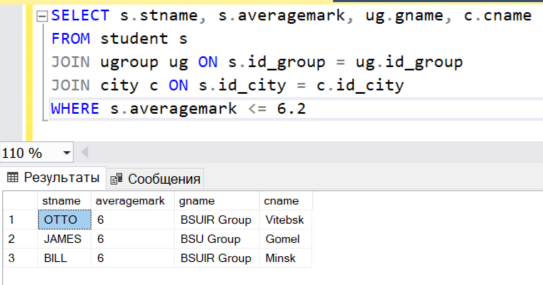 SELECT s.stname, s.averagemark, ug.gname, c.cname
FROM student s
JOIN ugroup ug ON s.id_group = ug.id_group
JOIN city c ON s.id_city = c.id_city
WHERE s.averagemark <= 6.2
110 %
Результаты Сообщения
stname averagemark gname cname
1 OTTO 6 BSUIR Group Vitebsk
2 JAMES 6 BSU Group Gomel
3 BILL 6 BSUIR Group Minsk